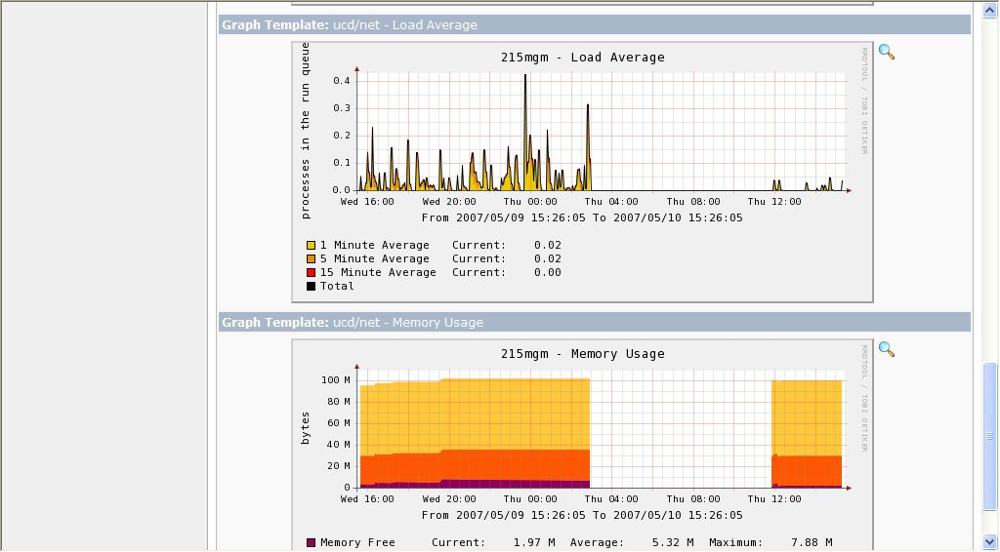 Graph Template: ucd/net - Load Average
215mgm - Load Average
RRDTOOL / TOBI OETIKER
processes in the run queue
0.4
0.3
0.2
0.1
0.0
Wed 16:00 Wed 20:00 Thu 00:00 Thu 04:00 Thu 08:00 Thu 12:00
From 2007/05/09 15:26:05 To 2007/05/10 15:26:05
1 Minute Average Current: 0.02
5 Minute Average Current: 0.02
15 Minute Average Current: 0.00
Total
Graph Template: ucd/net - Memory Usage
215mgm - Memory Usage
RRDTOOL / TOBI OETIKER
bytes
100 M
80 M
60 M
40 M
20 M
0
Wed 16:00 Wed 20:00 Thu 00:00 Thu 04:00 Thu 08:00 Thu 12:00
From 2007/05/09 15:26:05 To 2007/05/10 15:26:05
Memory Free Current: 1.97 M Average: 5.32 M Maximum: 7.88 M